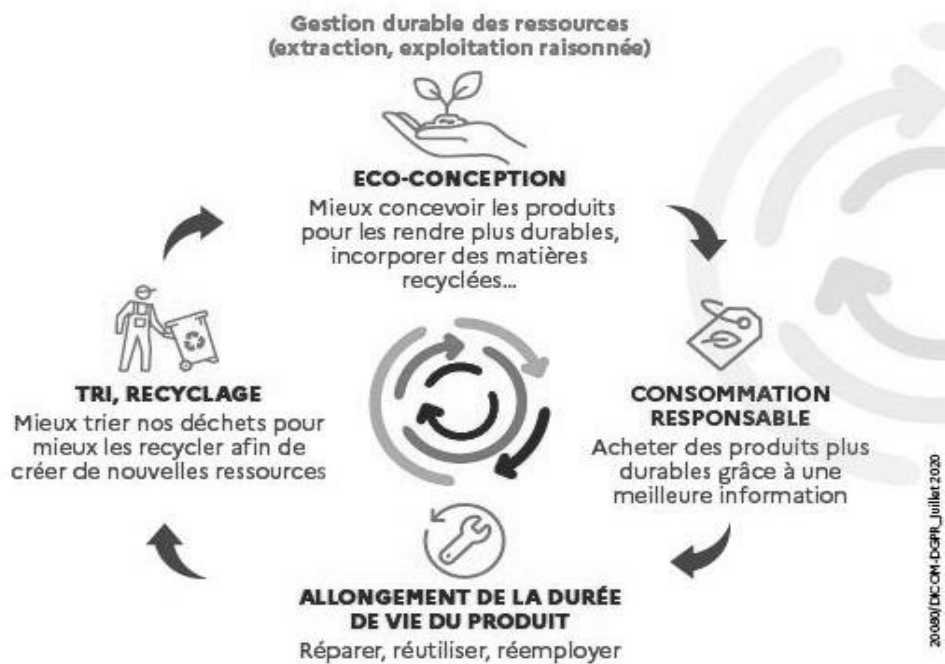 Gestion durable des ressources
(extraction, exploitation raisonnée)
ECO-CONCEPTION
Mieux concevoir les produits
pour les rendre plus durables,
incorporer des matières
recyclées...
CONSOMMATION
RESPONSABLE
Acheter des produits plus
durables grâce à une
meilleure information
ALLONGEMENT DE LA DURÉE
DE VIE DU PRODUIT
Réparer, réutiliser, réemployer
TRI, RECYCLAGE
Mieux trier nos déchets pour
mieux les recycler afin de
créer de nouvelles ressources
20080/DICOM-DGPR_Juillet 2020